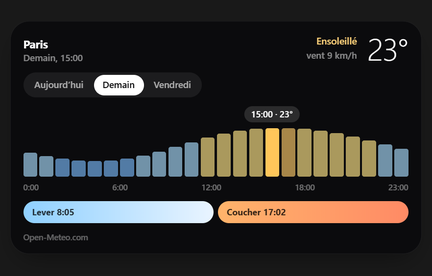 Paris
Demain, 15:00
Ensoleillé
vent 9 km/h
23°
Aujourd'hui Demain Vendredi
15:00 · 23°
0:00 6:00 12:00 18:00 23:00
Lever 8:05 Coucher 17:02
Open-Meteo.com